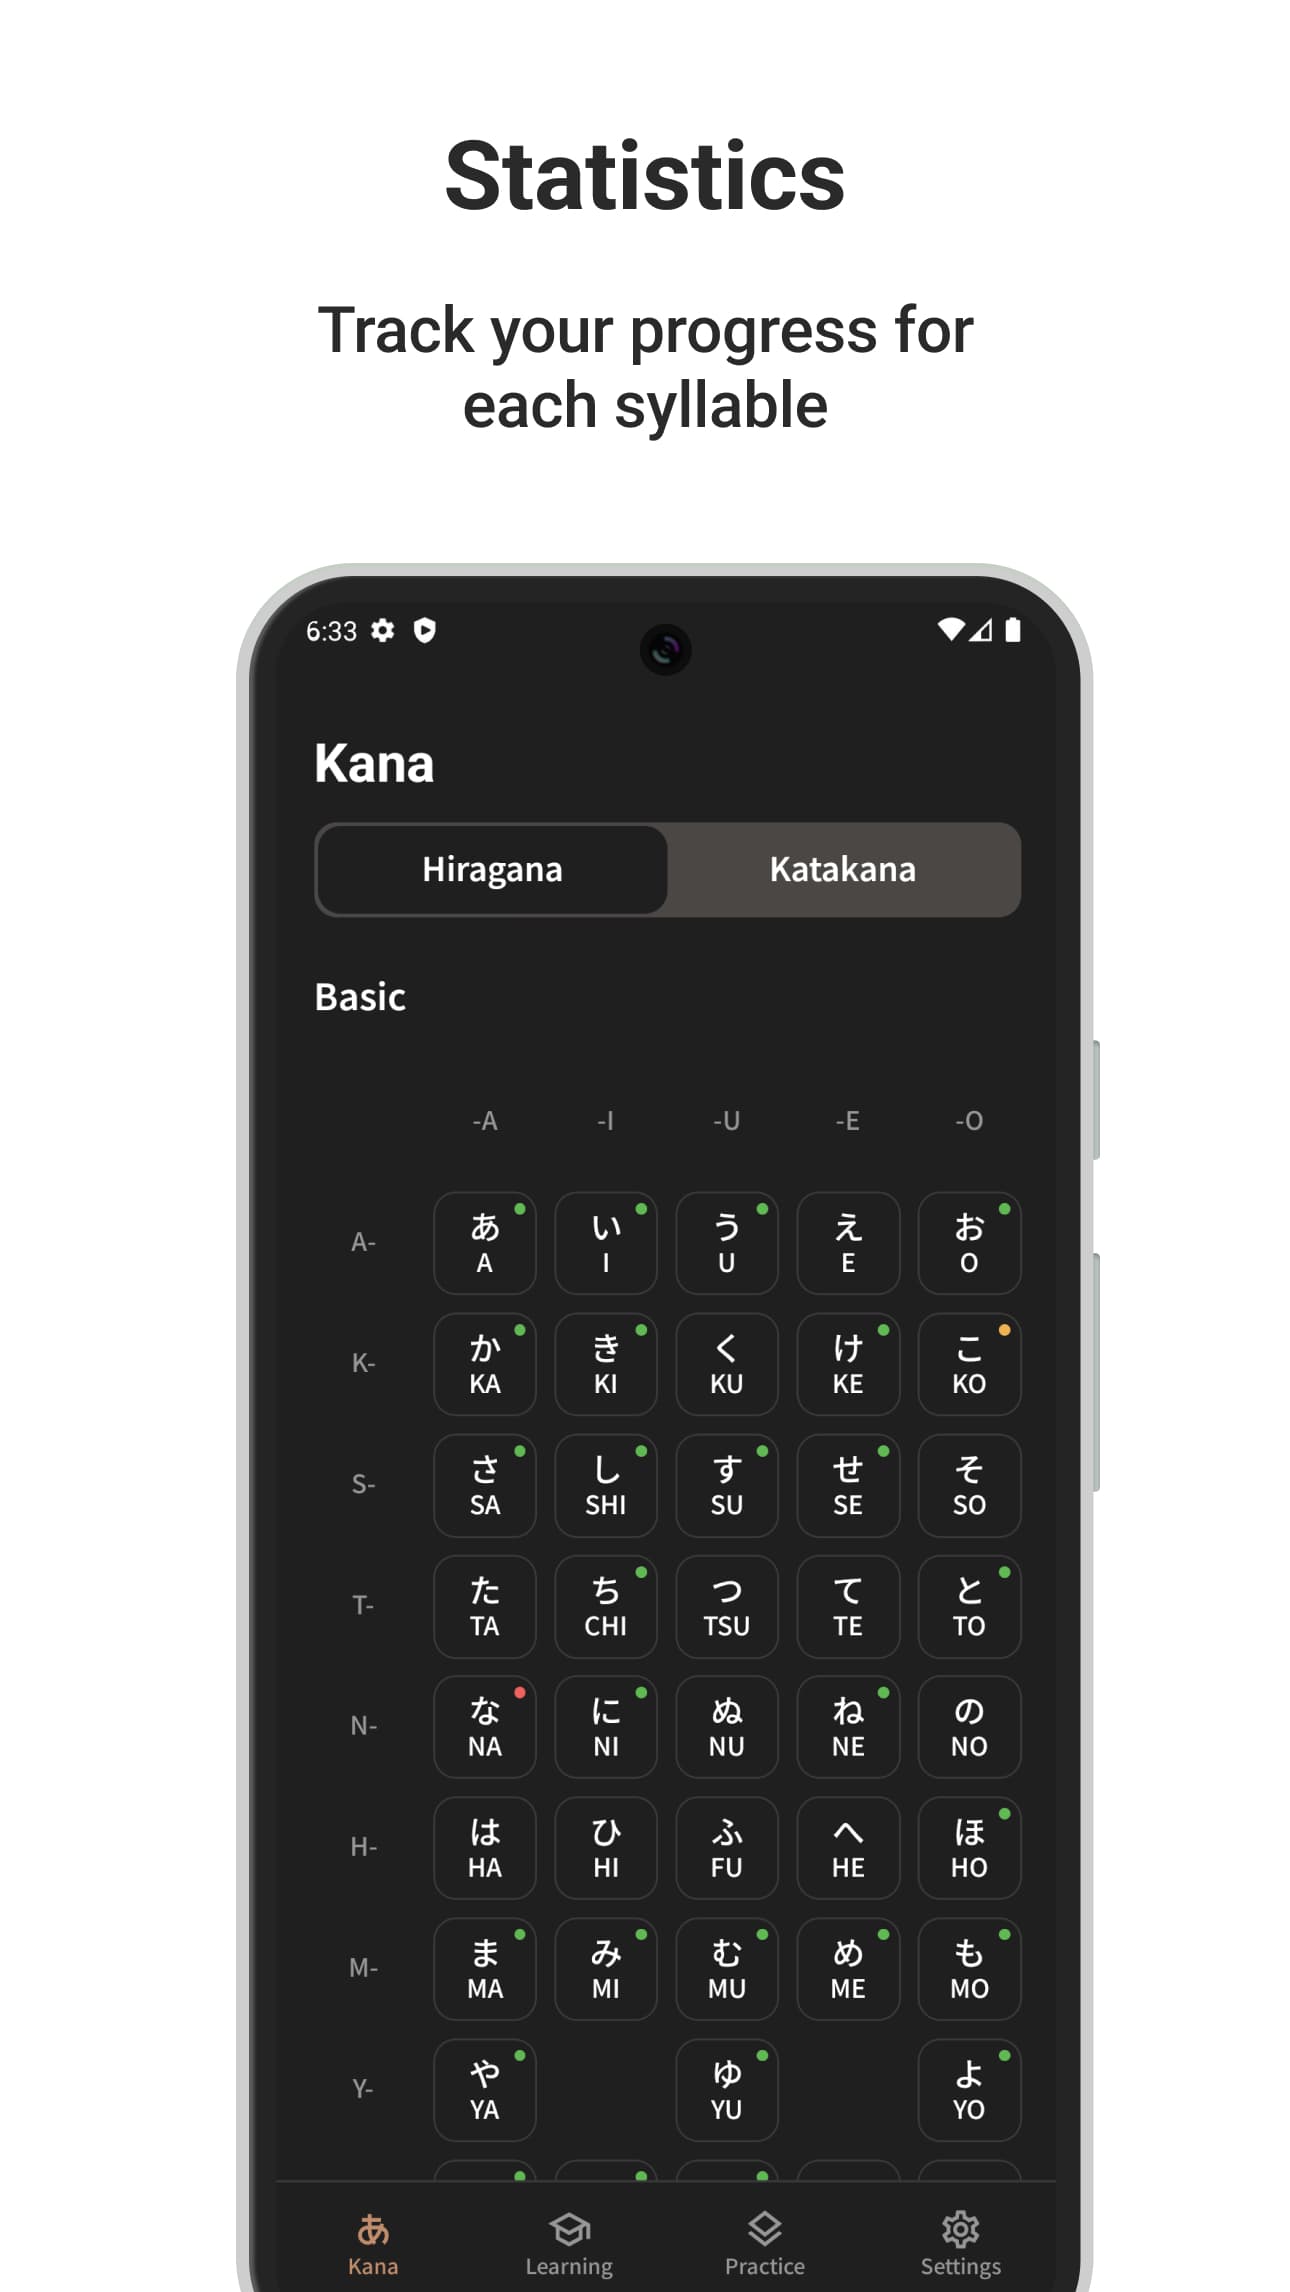 Statistics
Track your progress for
each syllable
6:33
Kana
Hiragana Katakana
Basic
-A -I -U -E -O
A- あ い う え お
A I U E O
K- か き く け こ
KA KI KU KE KO
S- さ し す せ そ
SA SHI SU SE SO
T- た ち つ て と
TA CHI TSU TE TO
N- な に ぬ ね の
NA NI NU NE NO
H- は ひ ふ へ ほ
HA HI FU HE HO
M- ま み む め も
MA MI MU ME MO
Y- や ゆ よ
YA YU YO
あ
Kana Learning Practice Settings